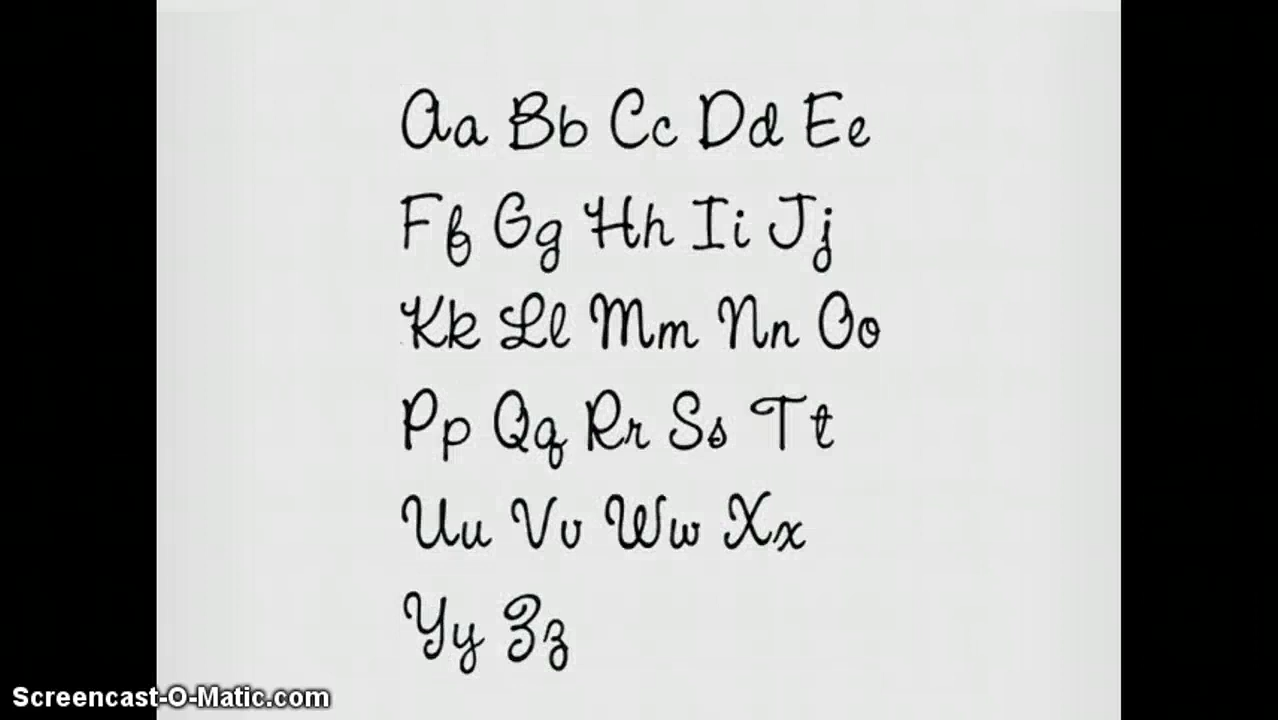 Aa Bb Cc Dd Ee
Ff Gg Hh Ii Jj
Kk Ll Mm Nn Oo
Pp Qq Rr Ss Tt
Uu Vv Ww Xx
Yy Zz
Screencast-O-Matic.com